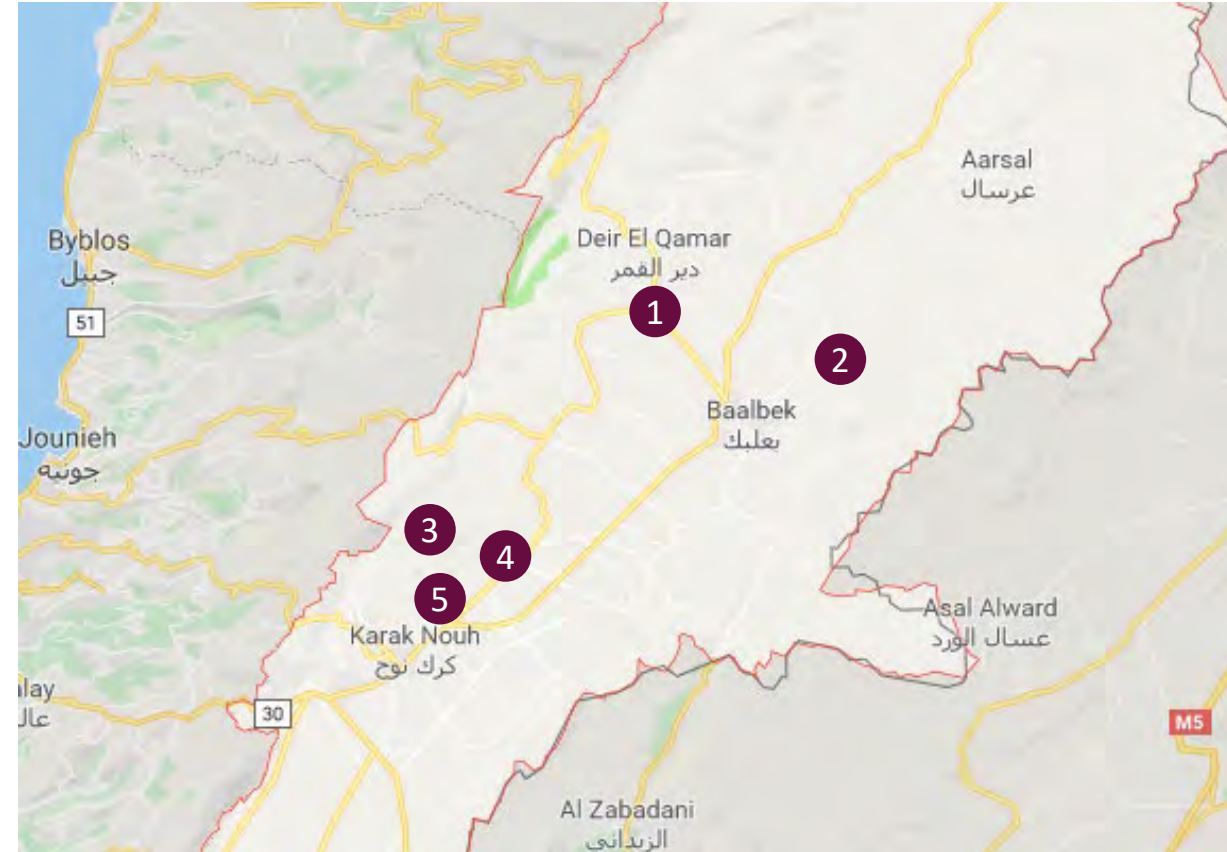 Aarsal
عرسال
Byblos
جبيل
Deir El Qamar
دير القمر
1
51
2
Baalbek
بعلبك
Jounieh
جونيه
3
4
5
Asal Alward
عسال الورد
Karak Nouh
كرك نوح
30
M5
Al Zabadani
الزبداني